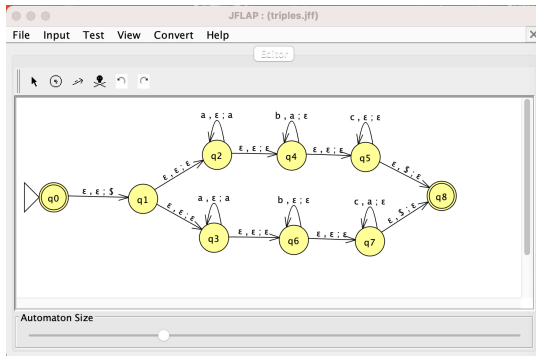 JFLAP : (triples.jff)
File Input Test View Convert Help
Editor
a , ε ; a
b , a ; ε
c , ε ; ε
q2
ε , ε ; ε
q4
ε , ε ; ε
q5
ε , ε ; ε
ε , $ ; ε
q0
ε , ε ; $
q1
q8
ε , ε ; ε
a , ε ; a
b , ε ; ε
c , a ; ε
ε , $ ; ε
q3
ε , ε ; ε
q6
ε , ε ; ε
q7
Automaton Size